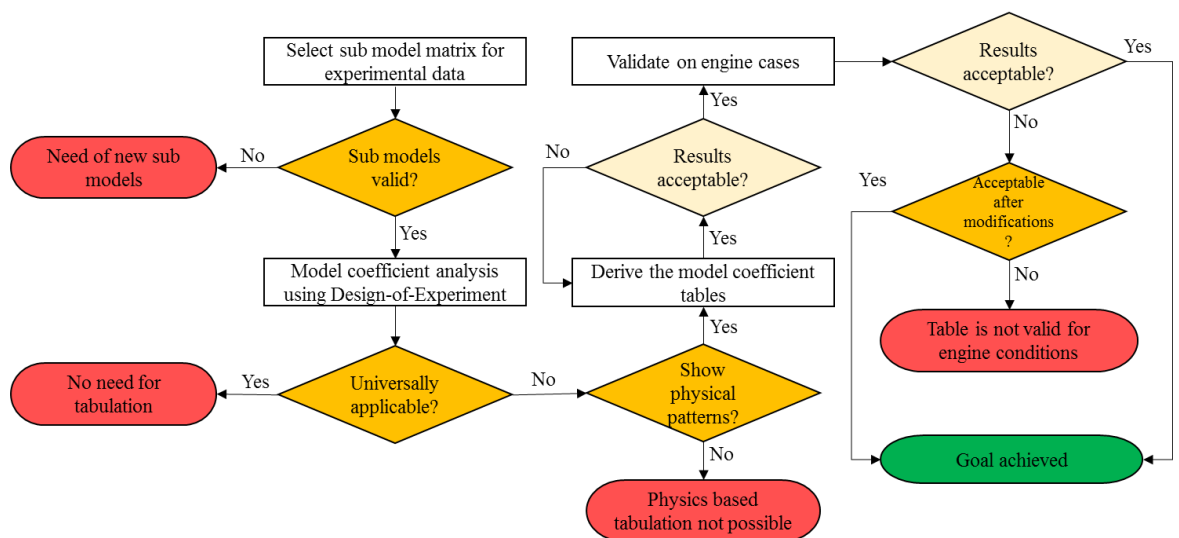 Select sub model matrix for
experimental data
Sub models
valid?
No
Need of new sub
models
Yes
Model coefficient analysis
using Design-of-Experiment
Universally
applicable?
Yes
No need for
tabulation
No
Show
physical
patterns?
No
Physics based
tabulation not possible
Yes
Derive the model coefficient
tables
Yes
Results
acceptable?
No
Yes
Validate on engine cases
Results
acceptable?
Yes
No
Acceptable
after
modifications
?
Yes
No
Table is not valid for
engine conditions
Goal achieved